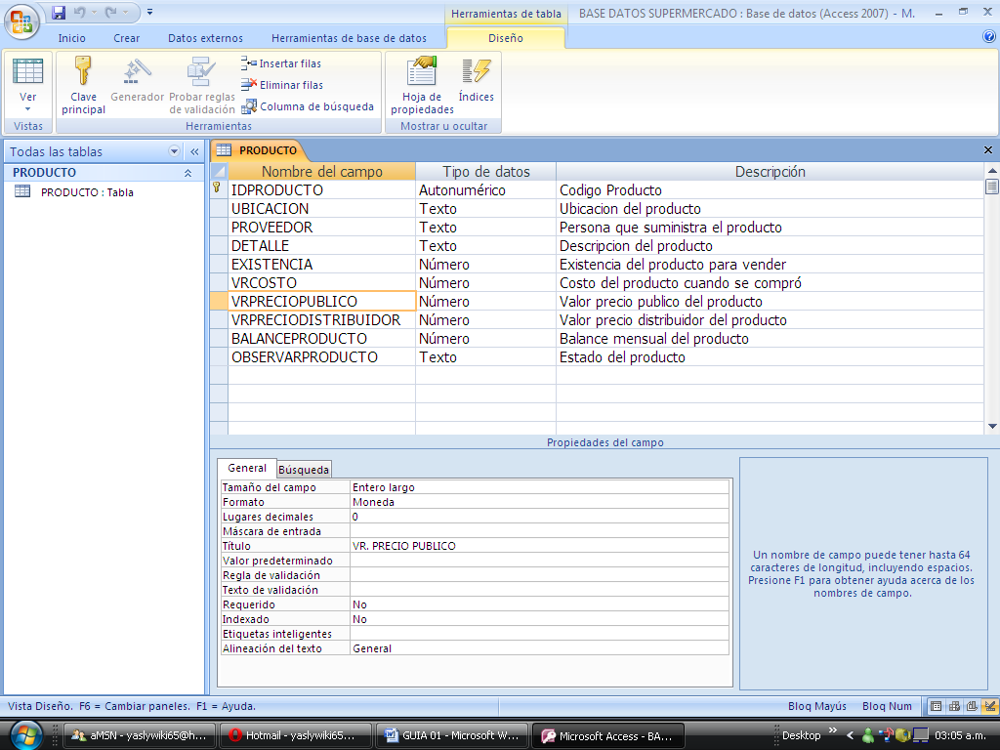 Herramientas de tabla
BASE DATOS SUPERMERCADO : Base de datos (Access 2007) - M.
Inicio Crear Datos externos Herramientas de base de datos Diseño
Ver
Clave principal
Generador
Probar reglas de validación
Insertar filas
Eliminar filas
Columna de búsqueda
Hoja de propiedades
Índices
Vistas Herramientas Mostrar u ocultar
Todas las tablas
PRODUCTO
PRODUCTO : Tabla
PRODUCTO
Nombre del campo Tipo de datos Descripción
IDPRODUCTO Autonumérico Codigo Producto
UBICACION Texto Ubicacion del producto
PROVEEDOR Texto Persona que suministra el producto
DETALLE Texto Descripcion del producto
EXISTENCIA Número Existencia del producto para vender
VRCOSTO Número Costo del producto cuando se compró
VRPRECIOPUBLICO Número Valor precio publico del producto
VRPRECIODISTRIBUIDOR Número Valor precio distribuidor del producto
BALANCEPRODUCTO Número Balance mensual del producto
OBSERVARPRODUCTO Texto Estado del producto
Propiedades del campo
General Búsqueda
Tamaño del campo Entero largo
Formato Moneda
Lugares decimales 0
Máscara de entrada
Título VR. PRECIO PUBLICO
Valor predeterminado
Regla de validación
Texto de validación
Requerido No
Indexado No
Etiquetas inteligentes
Alineación del texto General
Un nombre de campo puede tener hasta 64
caracteres de longitud, incluyendo espacios.
Presione F1 para obtener ayuda acerca de los
nombres de campo.
Vista Diseño. F6 = Cambiar paneles. F1 = Ayuda.
Bloq Mayús Bloq Num
aMSN - yaslywiki65@h...
Hotmail - yaslywiki65...
GUIA 01 - Microsoft W...
Microsoft Access - BA...
Desktop
03:05 a.m.